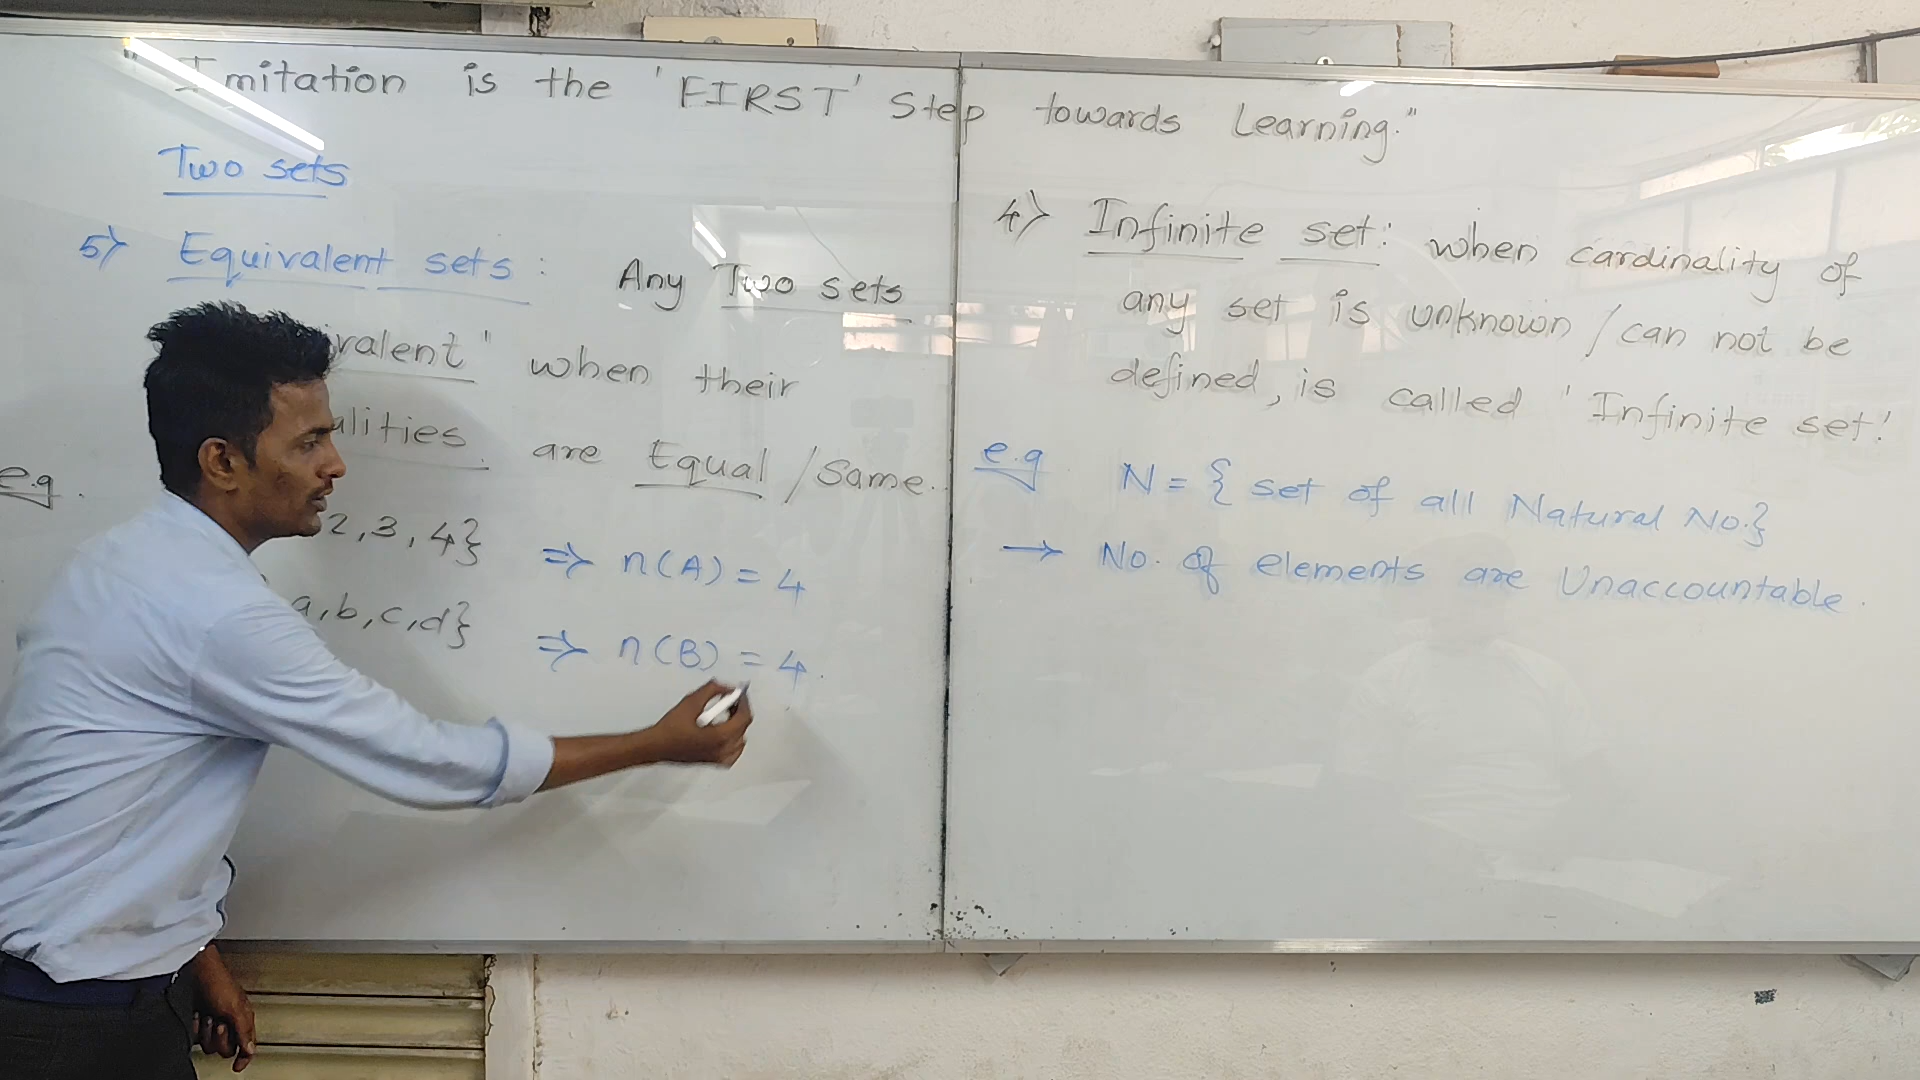 "Imitation is the 'FIRST' Step towards Learning."
Two sets
5) Equivalent sets : Any Two sets
valent" when their
alities are Equal / Same.
e.g.
2, 3, 4} => n(A) = 4
a, b, c, d} => n(B) = 4.
4) Infinite set: when cardinality of
any set is unknown / can not be
defined, is called 'Infinite set'
e.g N = { set of all Natural No.}
→ No. of elements are Unaccountable.